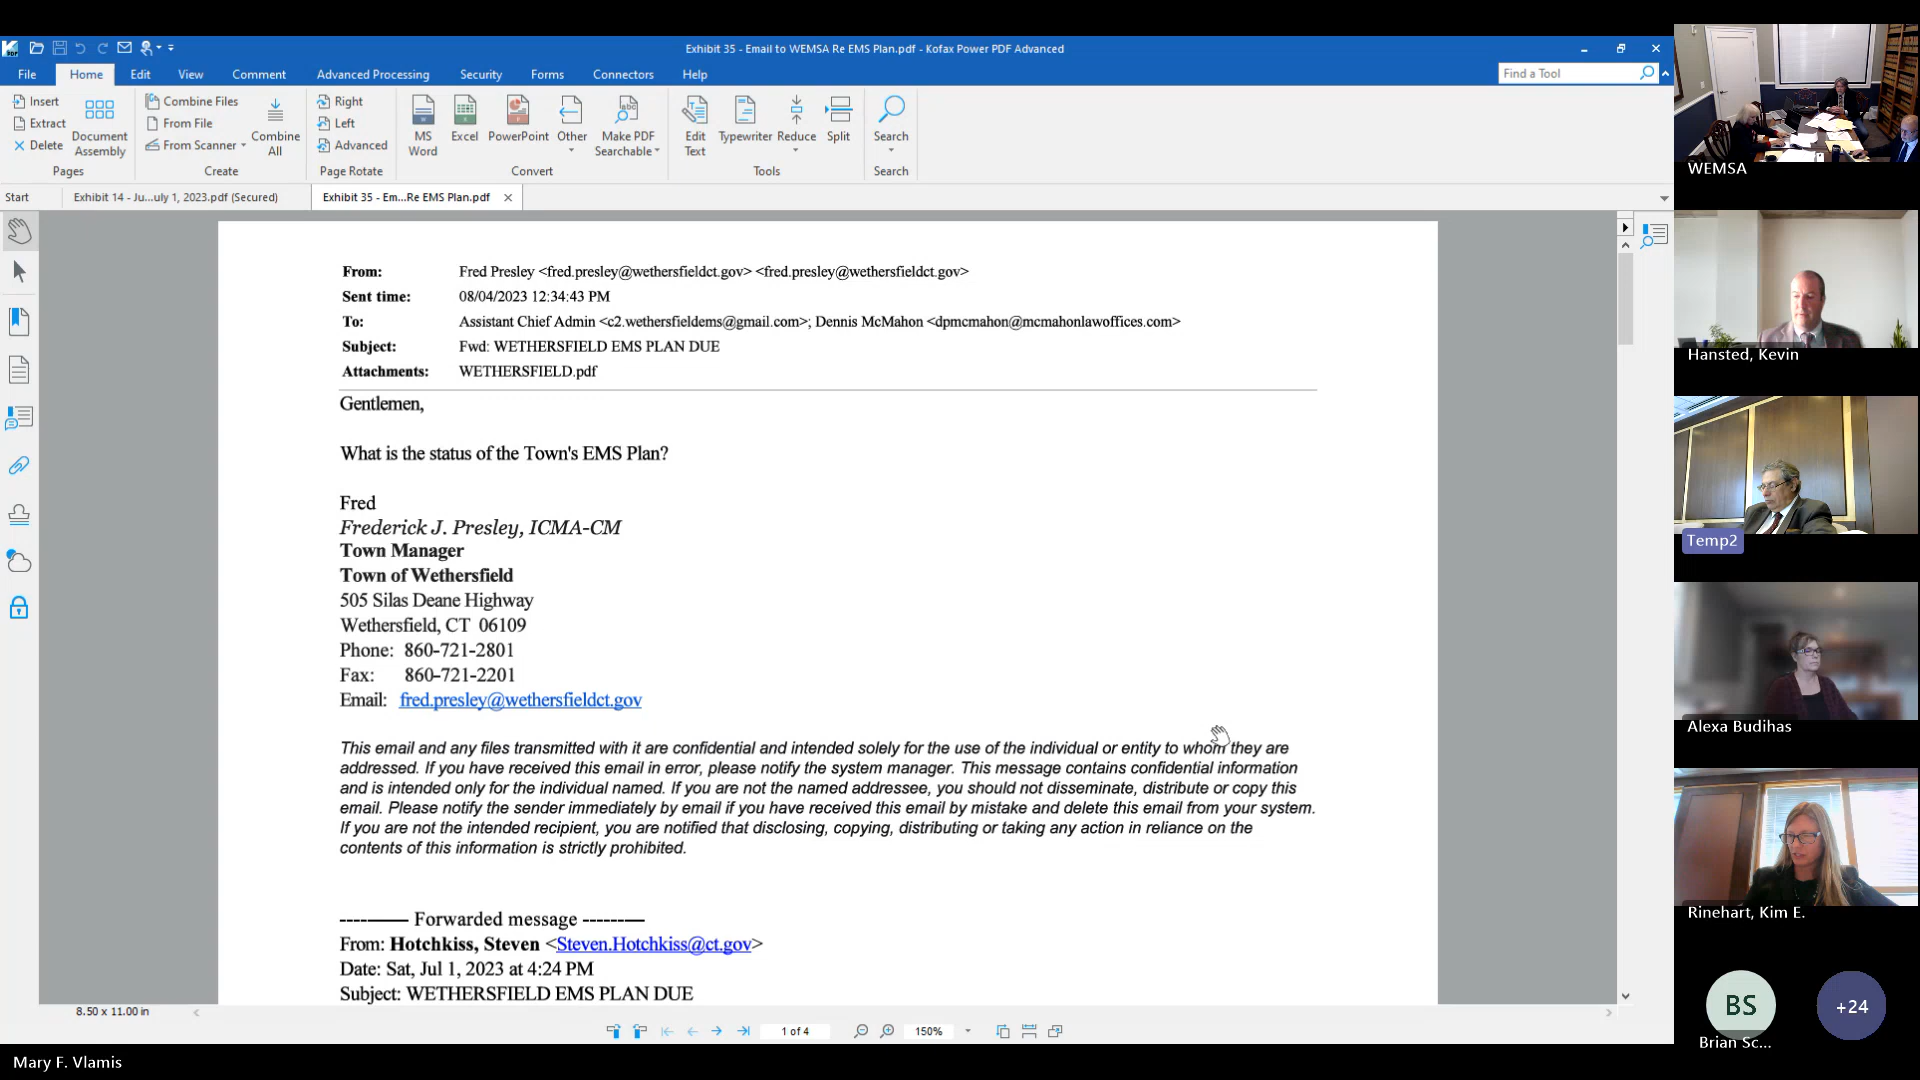 Exhibit 35 - Email to WEMSA Re EMS Plan.pdf - Kofax Power PDF Advanced
File Home Edit View Comment Advanced Processing Security Forms Connectors Help
Find a Tool
Insert
Extract
Delete
Document Assembly
Pages
Combine Files
From File
From Scanner
Combine All
Create
Right
Left
Advanced
Page Rotate
MS Word
Excel
PowerPoint
Other
Make PDF Searchable
Convert
Edit Text
Typewriter
Reduce
Split
Tools
Search
Search
Start
Exhibit 14 - Ju...uly 1, 2023.pdf (Secured)
Exhibit 35 - Em...Re EMS Plan.pdf
From: Fred Presley <fred.presley@wethersfieldct.gov> <fred.presley@wethersfieldct.gov>
Sent time: 08/04/2023 12:34:43 PM
To: Assistant Chief Admin <c2.wethersfieldems@gmail.com>; Dennis McMahon <dpmcmahon@mcmahonlawoffices.com>
Subject: Fwd: WETHERSFIELD EMS PLAN DUE
Attachments: WETHERSFIELD.pdf
Gentlemen,
What is the status of the Town's EMS Plan?
Fred
Frederick J. Presley, ICMA-CM
Town Manager
Town of Wethersfield
505 Silas Deane Highway
Wethersfield, CT 06109
Phone: 860-721-2801
Fax: 860-721-2201
Email: fred.presley@wethersfieldct.gov
This email and any files transmitted with it are confidential and intended solely for the use of the individual or entity to whom they are
addressed. If you have received this email in error, please notify the system manager. This message contains confidential information
and is intended only for the individual named. If you are not the named addressee, you should not disseminate, distribute or copy this
email. Please notify the sender immediately by email if you have received this email by mistake and delete this email from your system.
If you are not the intended recipient, you are notified that disclosing, copying, distributing or taking any action in reliance on the
contents of this information is strictly prohibited.
---------- Forwarded message ---------
From: Hotchkiss, Steven <Steven.Hotchkiss@ct.gov>
Date: Sat, Jul 1, 2023 at 4:24 PM
Subject: WETHERSFIELD EMS PLAN DUE
8.50 x 11.00 in
1 of 4
150%
Mary F. Vlamis
WEMSA
Hansted, Kevin
Temp2
Alexa Budihas
Rinehart, Kim E.
BS
Brian Sc...
+24